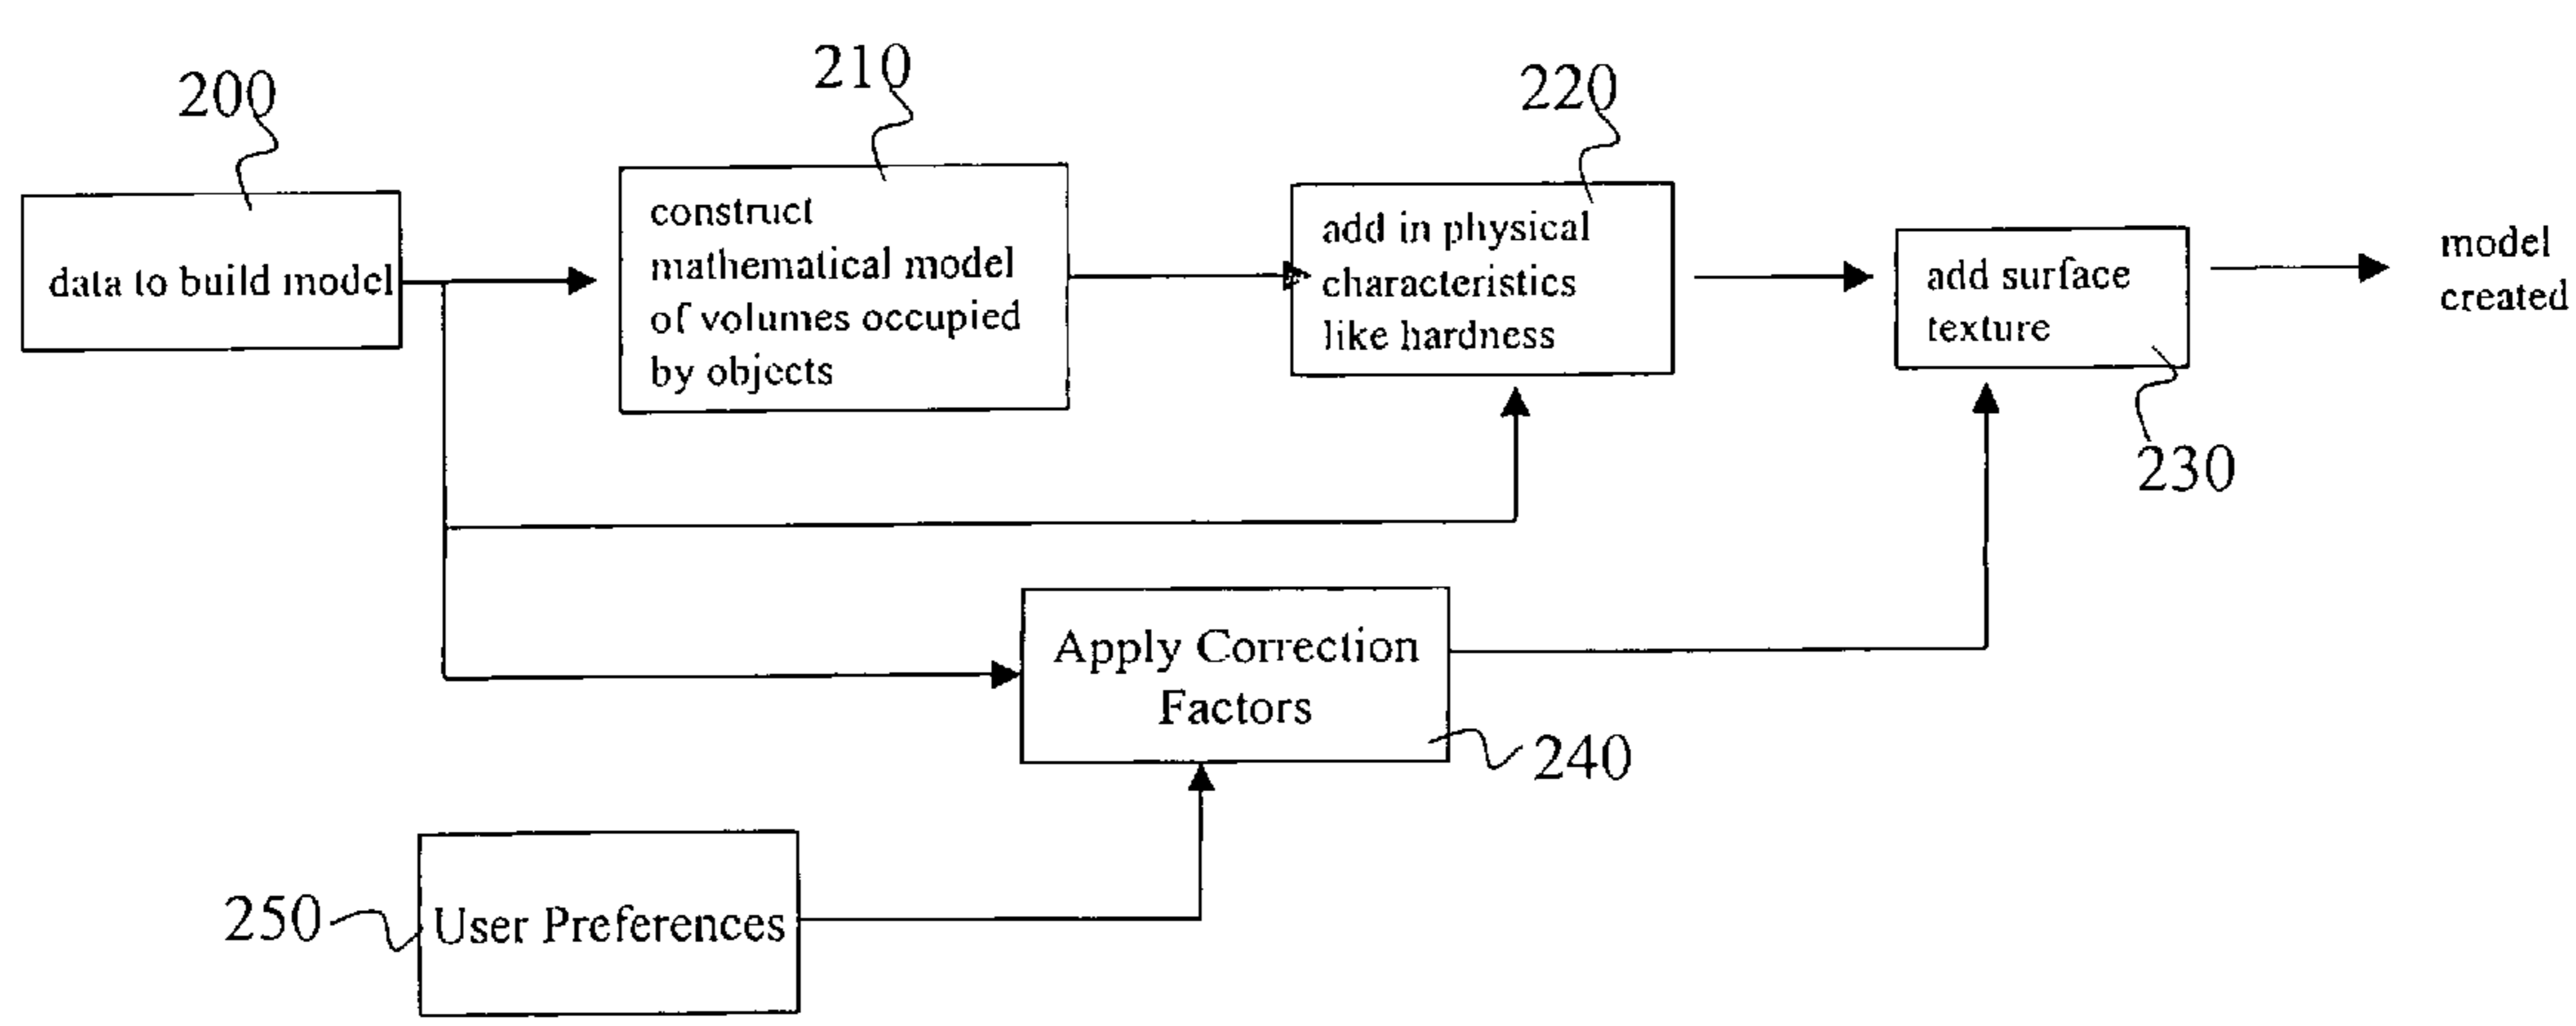 200
210
220
data to build model
construct
mathematical model
of volumes occupied
by objects
add in physical
characteristics
like hardness
add surface
texture
model
created
230
Apply Correction
Factors
240
250
User Preferences